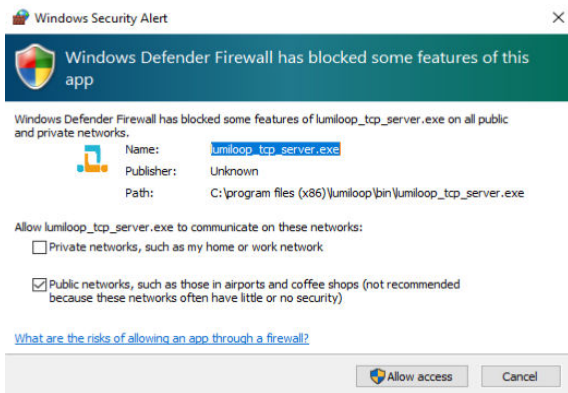 Windows Security Alert
Windows Defender Firewall has blocked some features of this
app
Windows Defender Firewall has blocked some features of lumiloop_tcp_server.exe on all public
and private networks.
Name: lumiloop_tcp_server.exe
Publisher: Unknown
Path: C:\program files (x86)\lumiloop\bin\lumiloop_tcp_server.exe
Allow lumiloop_tcp_server.exe to communicate on these networks:
Private networks, such as my home or work network
Public networks, such as those in airports and coffee shops (not recommended
because these networks often have little or no security)
What are the risks of allowing an app through a firewall?
Allow access Cancel